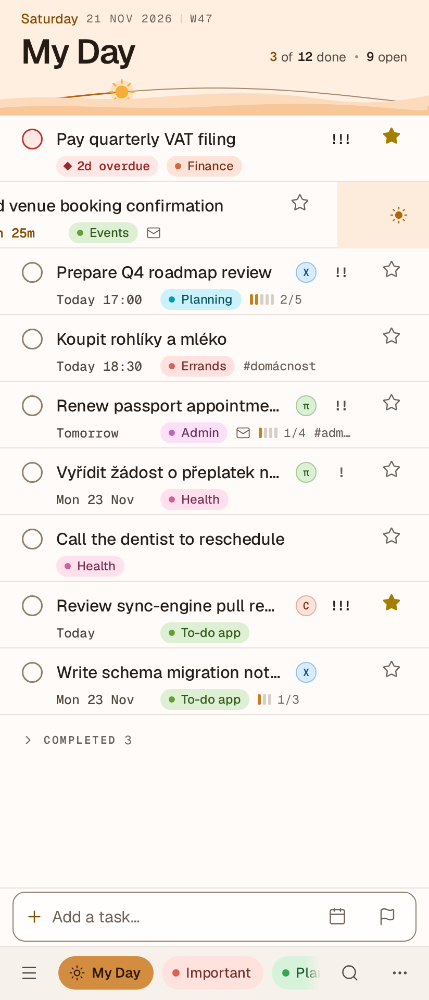 Saturday 21 NOV 2026 | W47
My Day
3 of 12 done • 9 open
Pay quarterly VAT filing !!!
2d overdue Finance
venue booking confirmation
25m Events
Prepare Q4 roadmap review X !!
Today 17:00 Planning 2/5
Koupit rohlíky a mléko
Today 18:30 Errands #domácnost
Renew passport appointme… π !!
Tomorrow Admin 1/4 #adm…
Vyřídit žádost o přeplatek n… π !
Mon 23 Nov Health
Call the dentist to reschedule
Health
Review sync-engine pull re… C !!!
Today To-do app
Write schema migration not… X
Mon 23 Nov To-do app 1/3
COMPLETED 3
Add a task…
My Day Important